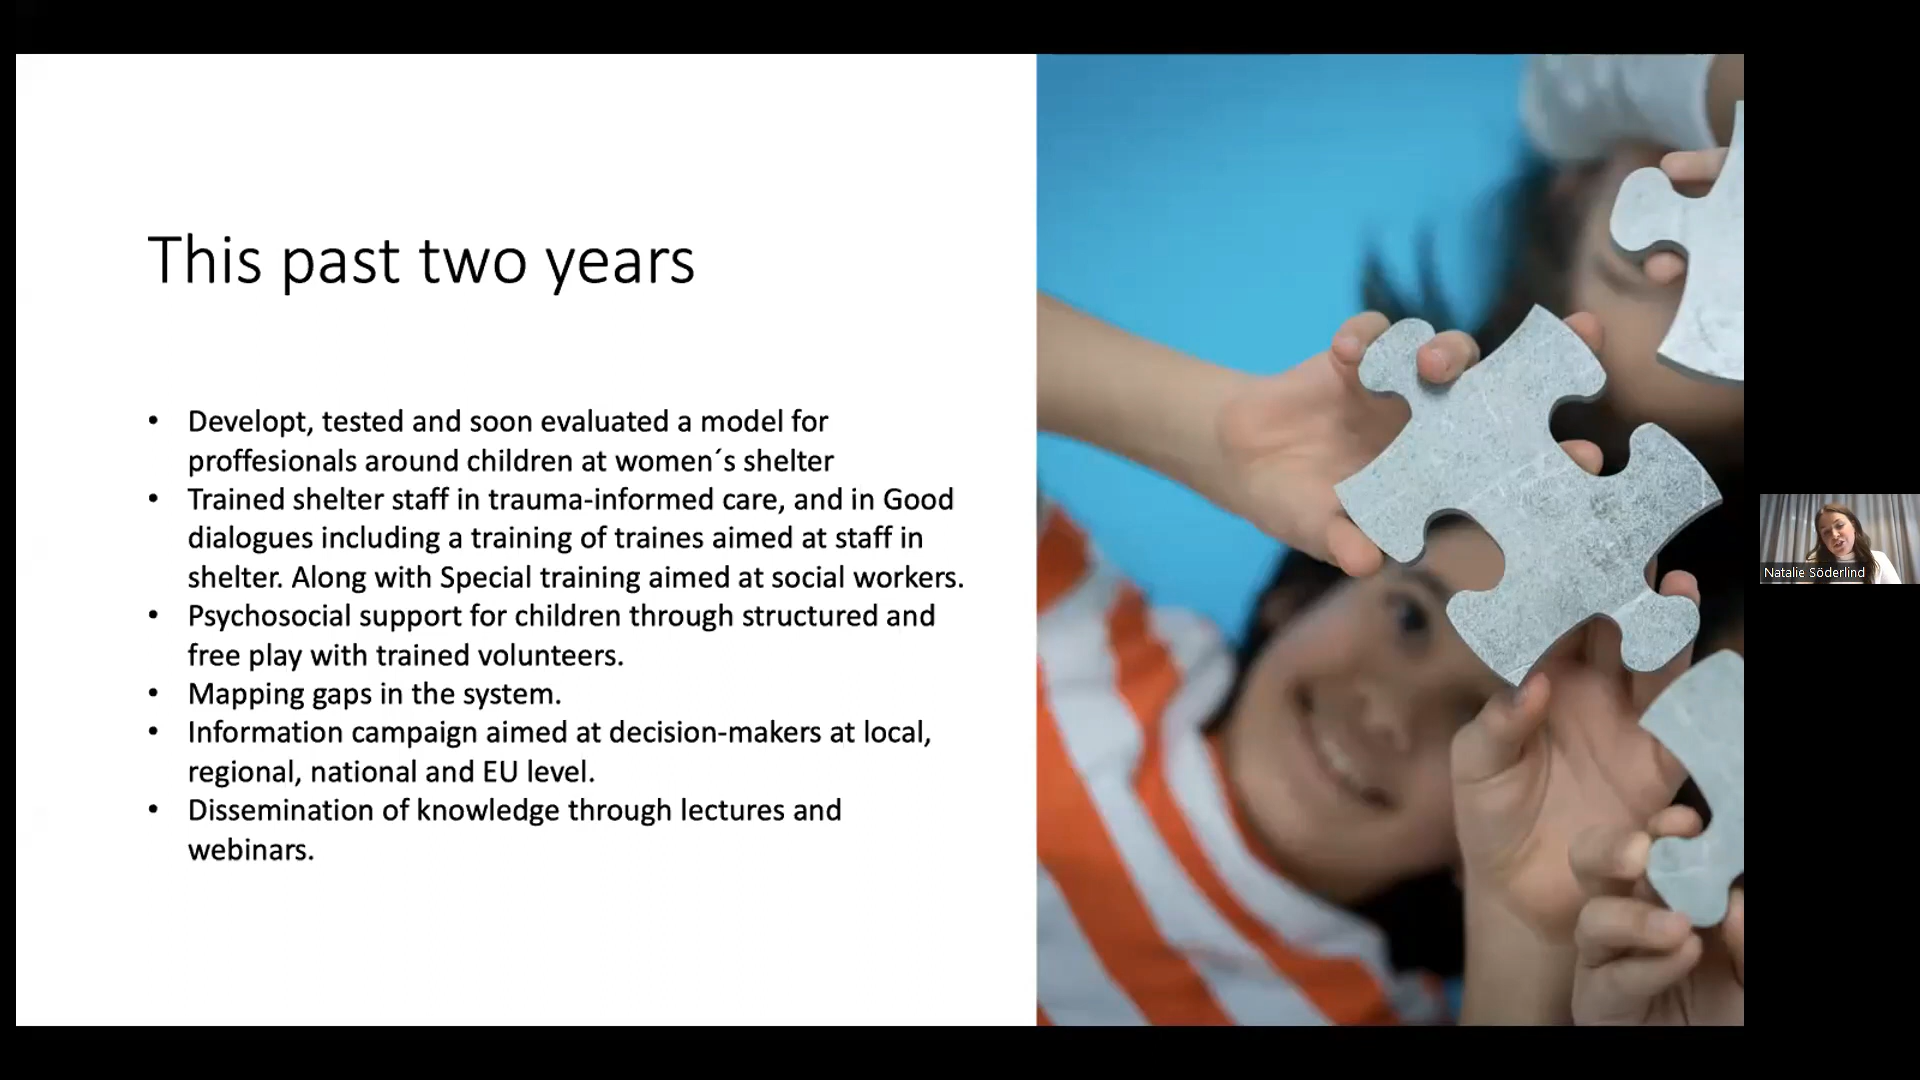 This past two years
• Developt, tested and soon evaluated a model for
proffesionals around children at women´s shelter
• Trained shelter staff in trauma-informed care, and in Good
dialogues including a training of traines aimed at staff in
shelter. Along with Special training aimed at social workers.
• Psychosocial support for children through structured and
free play with trained volunteers.
• Mapping gaps in the system.
• Information campaign aimed at decision-makers at local,
regional, national and EU level.
• Dissemination of knowledge through lectures and
webinars.
Natalie Söderlind